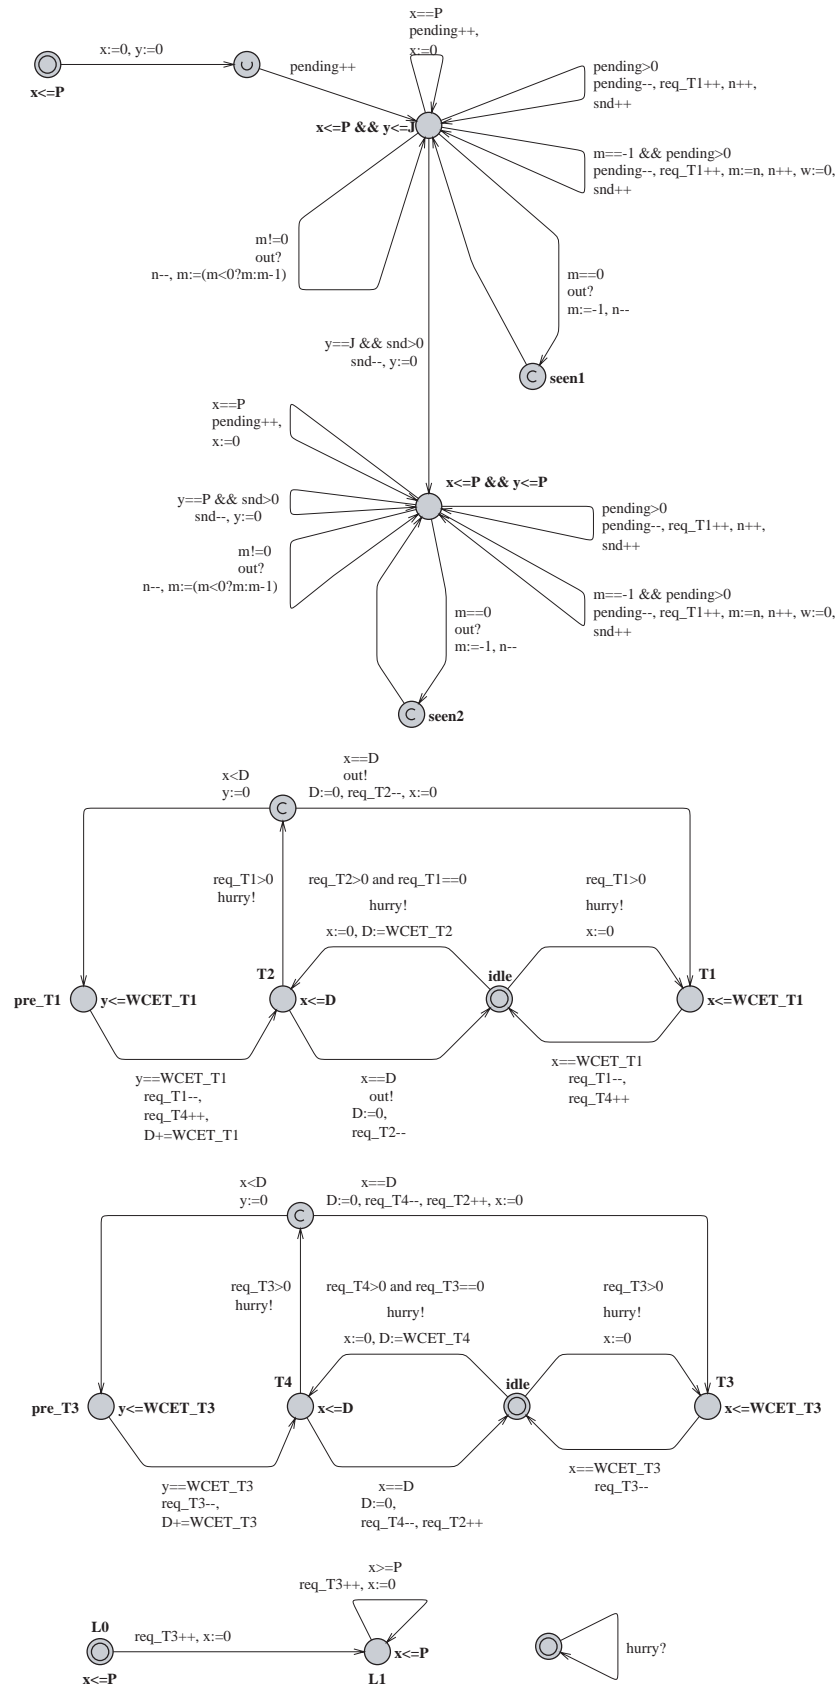 x==P
pending++,
x:=0
x:=0, y:=0
pending++
x<=P
pending>0
pending--, req_T1++, n++,
snd++
x<=P && y<=J
m==-1 && pending>0
pending--, req_T1++, m:=n, n++, w:=0,
snd++
m!=0
out?
n--, m:=(m<0?m:m-1)
m==0
out?
m:=-1, n--
y==J && snd>0
snd--, y:=0
seen1
x==P
pending++,
x:=0
x<=P && y<=P
y==P && snd>0
snd--, y:=0
pending>0
pending--, req_T1++, n++,
snd++
m!=0
out?
n--, m:=(m<0?m:m-1)
m==-1 && pending>0
pending--, req_T1++, m:=n, n++, w:=0,
snd++
m==0
out?
m:=-1, n--
seen2
x<D
y:=0
x==D
out!
D:=0, req_T2--, x:=0
req_T1>0
hurry!
req_T2>0 and req_T1==0
hurry!
x:=0, D:=WCET_T2
req_T1>0
hurry!
x:=0
T2
idle
T1
pre_T1
y<=WCET_T1
x<=D
x<=WCET_T1
y==WCET_T1
req_T1--,
req_T4++,
D+=WCET_T1
x==D
out!
D:=0,
req_T2--
x==WCET_T1
req_T1--,
req_T4++
x<D
y:=0
x==D
D:=0, req_T4--, req_T2++, x:=0
req_T3>0
hurry!
req_T4>0 and req_T3==0
hurry!
x:=0, D:=WCET_T4
req_T3>0
hurry!
x:=0
T4
idle
T3
pre_T3
y<=WCET_T3
x<=D
x<=WCET_T3
y==WCET_T3
req_T3--,
D+=WCET_T3
x==D
D:=0,
req_T4--, req_T2++
x==WCET_T3
req_T3--
x>=P
req_T3++, x:=0
L0
req_T3++, x:=0
x<=P
x<=P
L1
hurry?